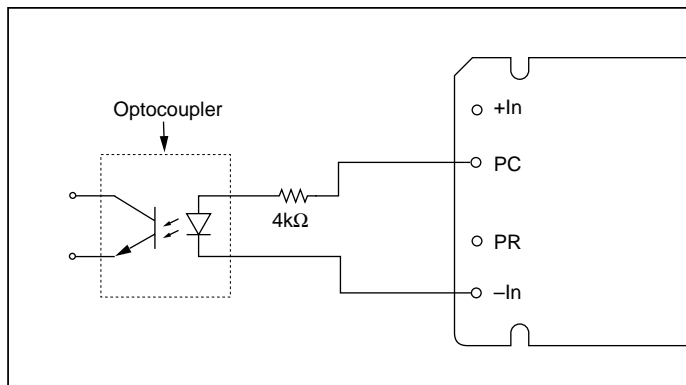 Optocoupler
4kΩ
+In
PC
PR
–In